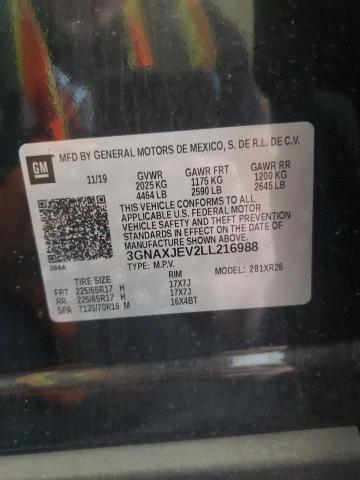 GM
MFD BY GENERAL MOTORS DE MEXICO, S. DE R.L. DE C.V.
11/19 GVWR GAWR FRT GAWR RR
2025 KG 1175 KG 1200 KG
4464 LB 2590 LB 2645 LB
THIS VEHICLE CONFORMS TO ALL
APPLICABLE U.S. FEDERAL MOTOR
VEHICLE SAFETY AND THEFT PREVENTION
STANDARDS IN EFFECT ON THE DATE OF
MANUFACTURE SHOWN ABOVE.
3GNAXJEV2LL216988
TYPE: M.P.V. MODEL: 281XR26
TIRE SIZE RIM
FRT 225/65R17 H 17X7J
RR 225/65R17 H 17X7J
SPA T135/70R16 M 16X4BT